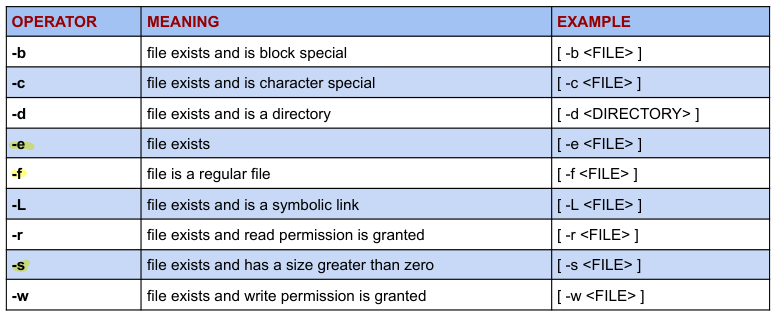 OPERATOR MEANING EXAMPLE
-b file exists and is block special [ -b <FILE> ]
-c file exists and is character special [ -c <FILE> ]
-d file exists and is a directory [ -d <DIRECTORY> ]
-e file exists [ -e <FILE> ]
-f file is a regular file [ -f <FILE> ]
-L file exists and is a symbolic link [ -L <FILE> ]
-r file exists and read permission is granted [ -r <FILE> ]
-s file exists and has a size greater than zero [ -s <FILE> ]
-w file exists and write permission is granted [ -w <FILE> ]